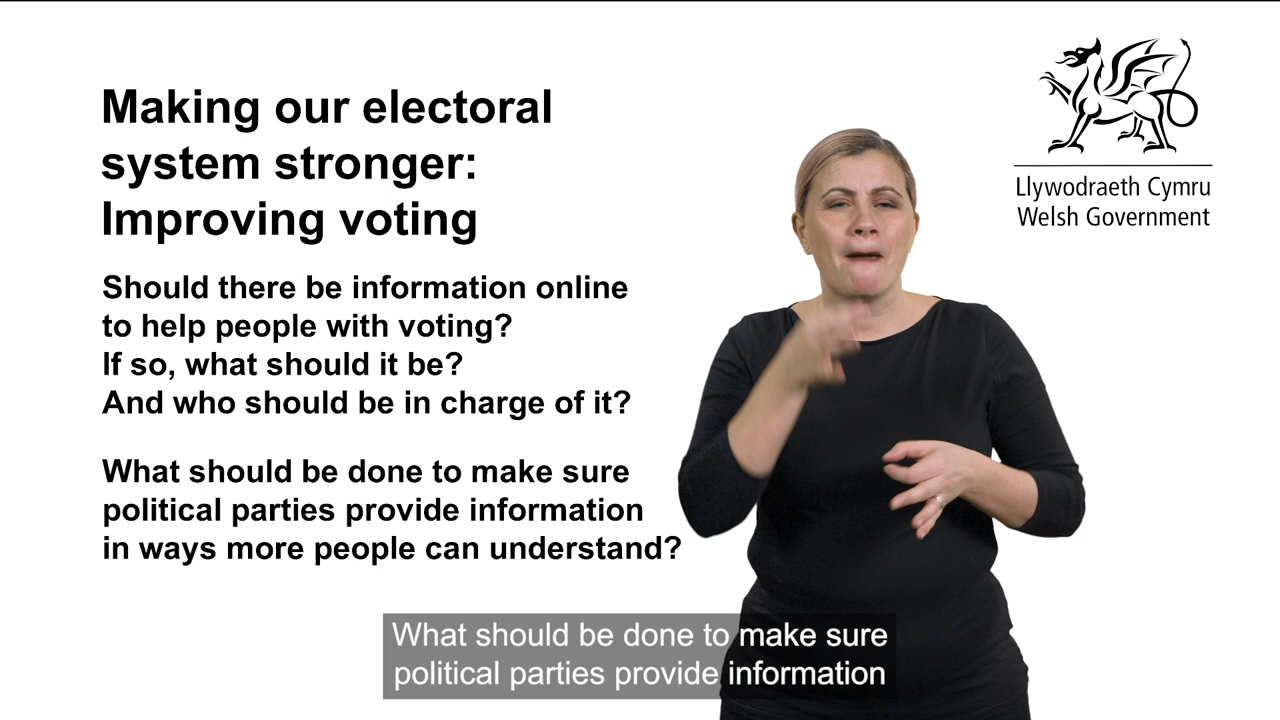 Making our electoral
system stronger:
Improving voting
Should there be information online
to help people with voting?
If so, what should it be?
And who should be in charge of it?
What should be done to make sure
political parties provide information
in ways more people can understand?
Llywodraeth Cymru
Welsh Government
What should be done to make sure
political parties provide information